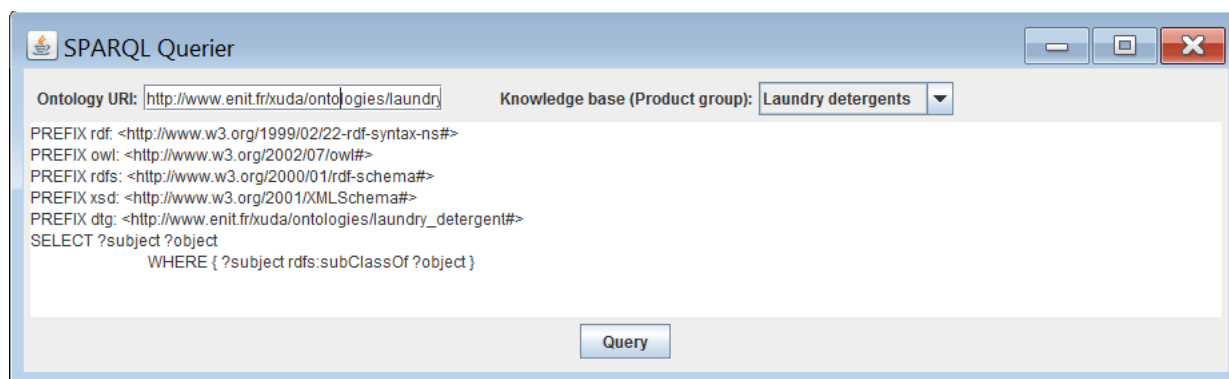 SPARQL Querier
Ontology URI: http://www.enit.fr/xuda/ontologies/laundry Knowledge base (Product group): Laundry detergents
PREFIX rdf: <http://www.w3.org/1999/02/22-rdf-syntax-ns#>
PREFIX owl: <http://www.w3.org/2002/07/owl#>
PREFIX rdfs: <http://www.w3.org/2000/01/rdf-schema#>
PREFIX xsd: <http://www.w3.org/2001/XMLSchema#>
PREFIX dtg: <http://www.enit.fr/xuda/ontologies/laundry_detergent#>
SELECT ?subject ?object
WHERE { ?subject rdfs:subClassOf ?object }
Query